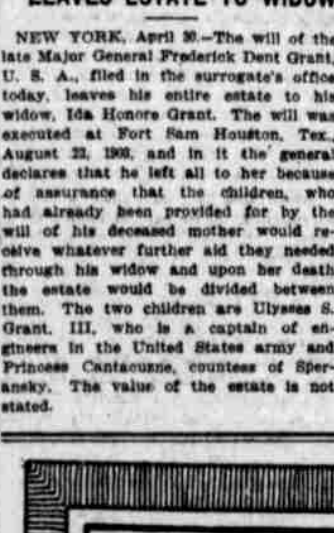 LEAVES ESTATE TO WIDOW
NEW YORK, April 30.—The will of the
late Major General Frederick Dent Grant,
U. S. A., filed in the surrogate's office
today, leaves his entire estate to his
widow, Ida Honore Grant. The will was
executed at Fort Sam Houston, Tex.,
August 22, and in it the general
declares that he left all to her because
of assurance that the children, who
had already been provided for by the
will of his deceased mother would re-
ceive whatever further aid they needed
through his widow and upon her death
the estate would be divided between
them. The two children are Ulysses S.
Grant, III, who is a captain of en-
gineers in the United States army and
Princess Cantacuzne, countess of Sper-
ansky. The value of the estate is not
stated.